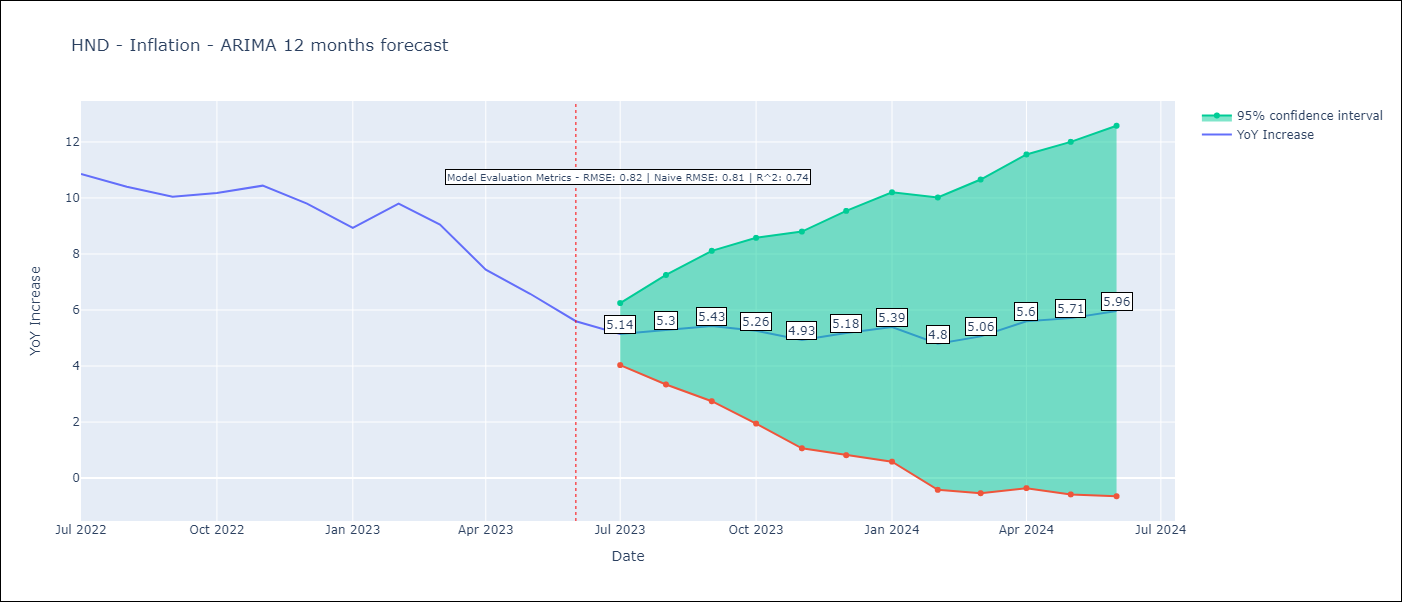 HND - Inflation - ARIMA 12 months forecast
95% confidence interval
YoY Increase
Model Evaluation Metrics - RMSE: 0.82 | Naive RMSE: 0.81 | R^2: 0.74
YoY Increase
12
10
8
6
4
2
0
5.14
5.3
5.43
5.26
4.93
5.18
5.39
4.8
5.06
5.6
5.71
5.96
Jul 2022
Oct 2022
Jan 2023
Apr 2023
Jul 2023
Oct 2023
Jan 2024
Apr 2024
Jul 2024
Date